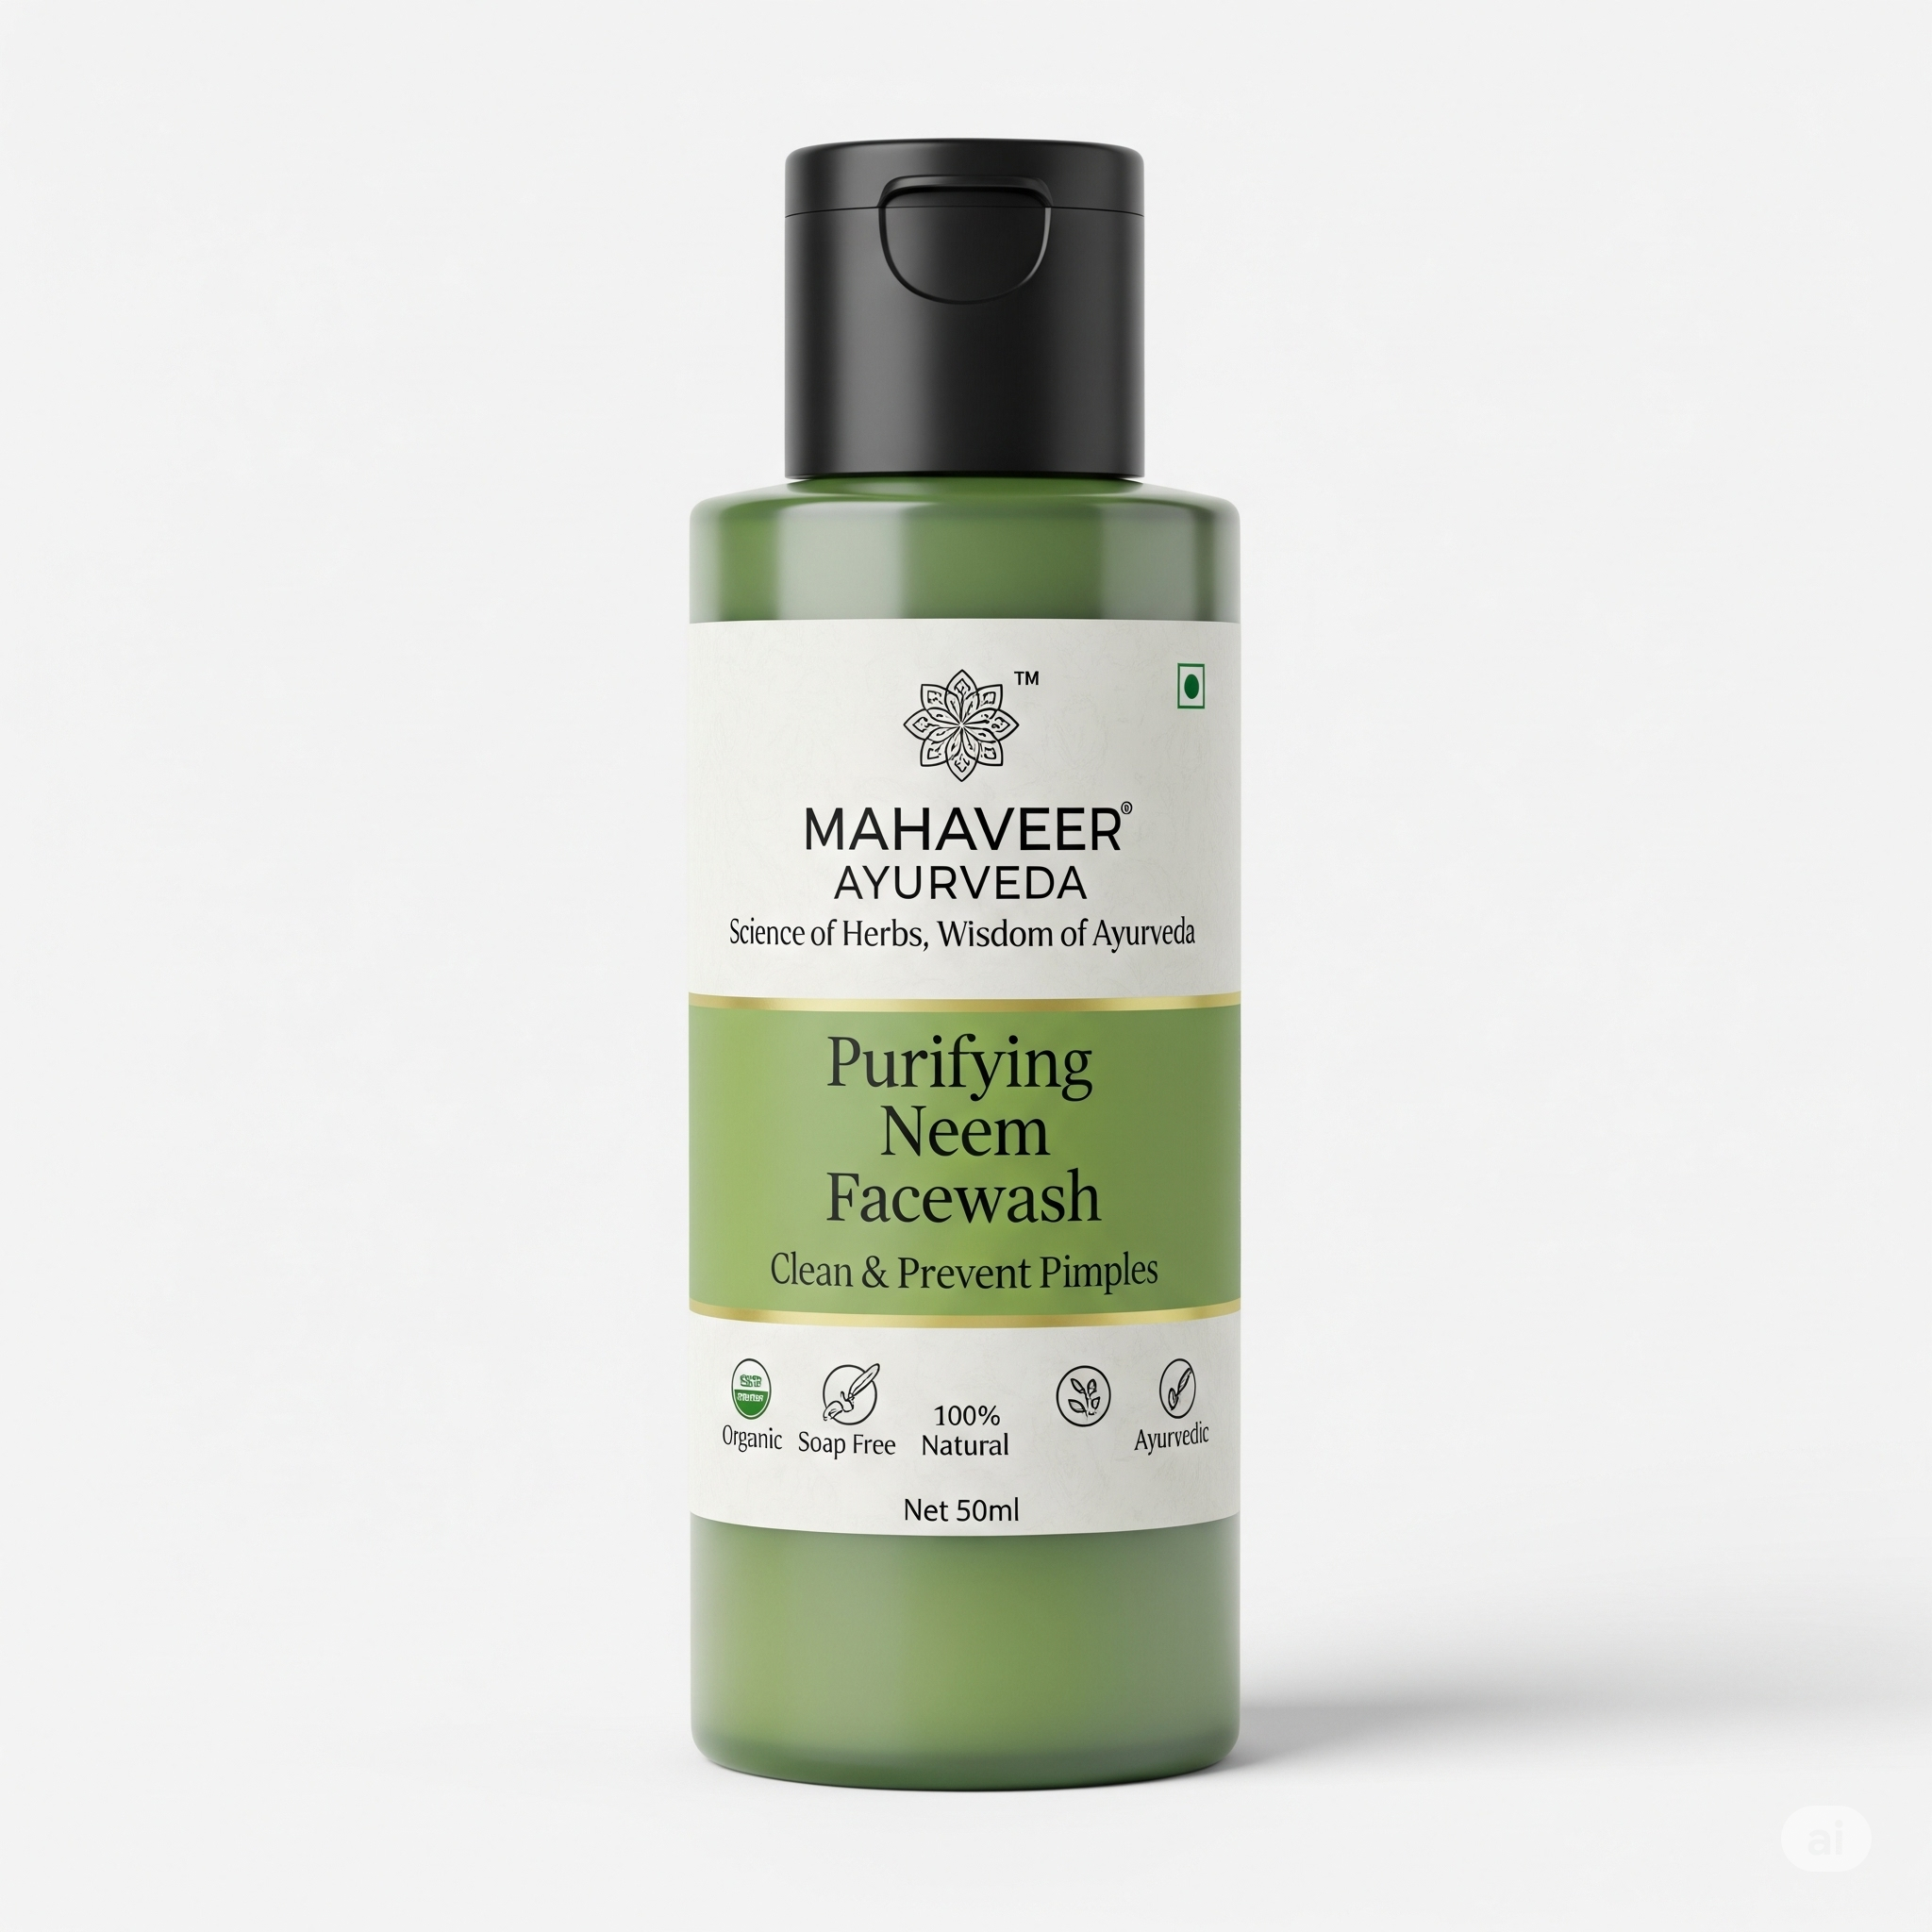 TM
MAHAVEER®
AYURVEDA
Science of Herbs, Wisdom of Ayurveda
Purifying
Neem
Facewash
Clean & Prevent Pimples
Organic
Soap Free
100%
Natural
Ayurvedic
Net 50ml
ai